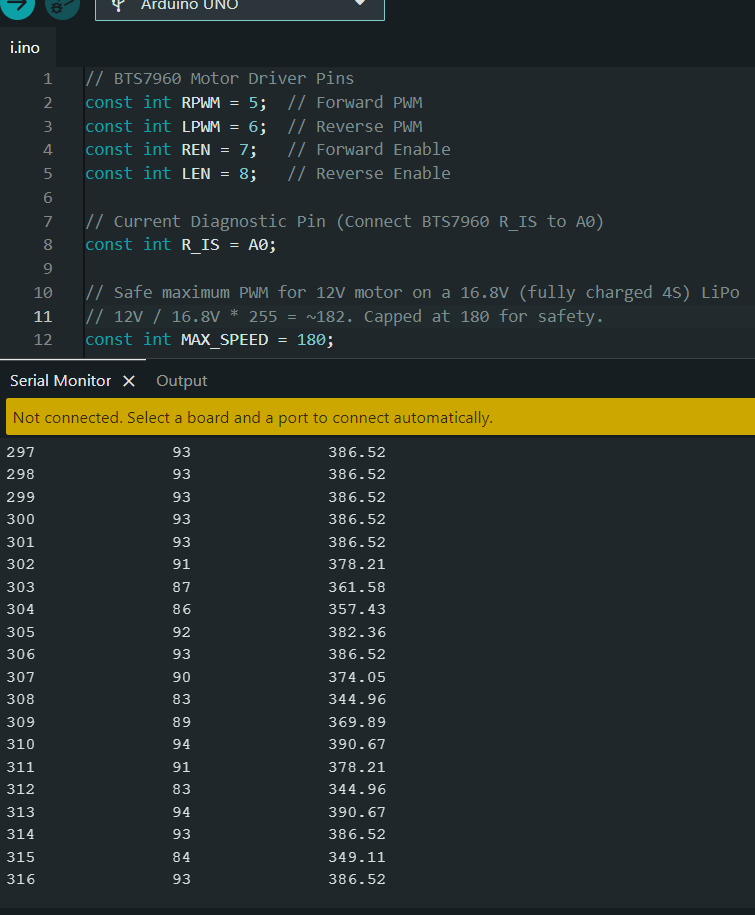 Arduino UNO
i.ino
1 // BTS7960 Motor Driver Pins
2 const int RPWM = 5;  // Forward PWM
3 const int LPWM = 6;  // Reverse PWM
4 const int REN = 7;   // Forward Enable
5 const int LEN = 8;   // Reverse Enable
6
7 // Current Diagnostic Pin (Connect BTS7960 R_IS to A0)
8 const int R_IS = A0;
9
10 // Safe maximum PWM for 12V motor on a 16.8V (fully charged 4S) LiPo
11 // 12V / 16.8V * 255 = ~182. Capped at 180 for safety.
12 const int MAX_SPEED = 180;
Serial Monitor × Output
Not connected. Select a board and a port to connect automatically.
297 93 386.52
298 93 386.52
299 93 386.52
300 93 386.52
301 93 386.52
302 91 378.21
303 87 361.58
304 86 357.43
305 92 382.36
306 93 386.52
307 90 374.05
308 83 344.96
309 89 369.89
310 94 390.67
311 91 378.21
312 83 344.96
313 94 390.67
314 93 386.52
315 84 349.11
316 93 386.52